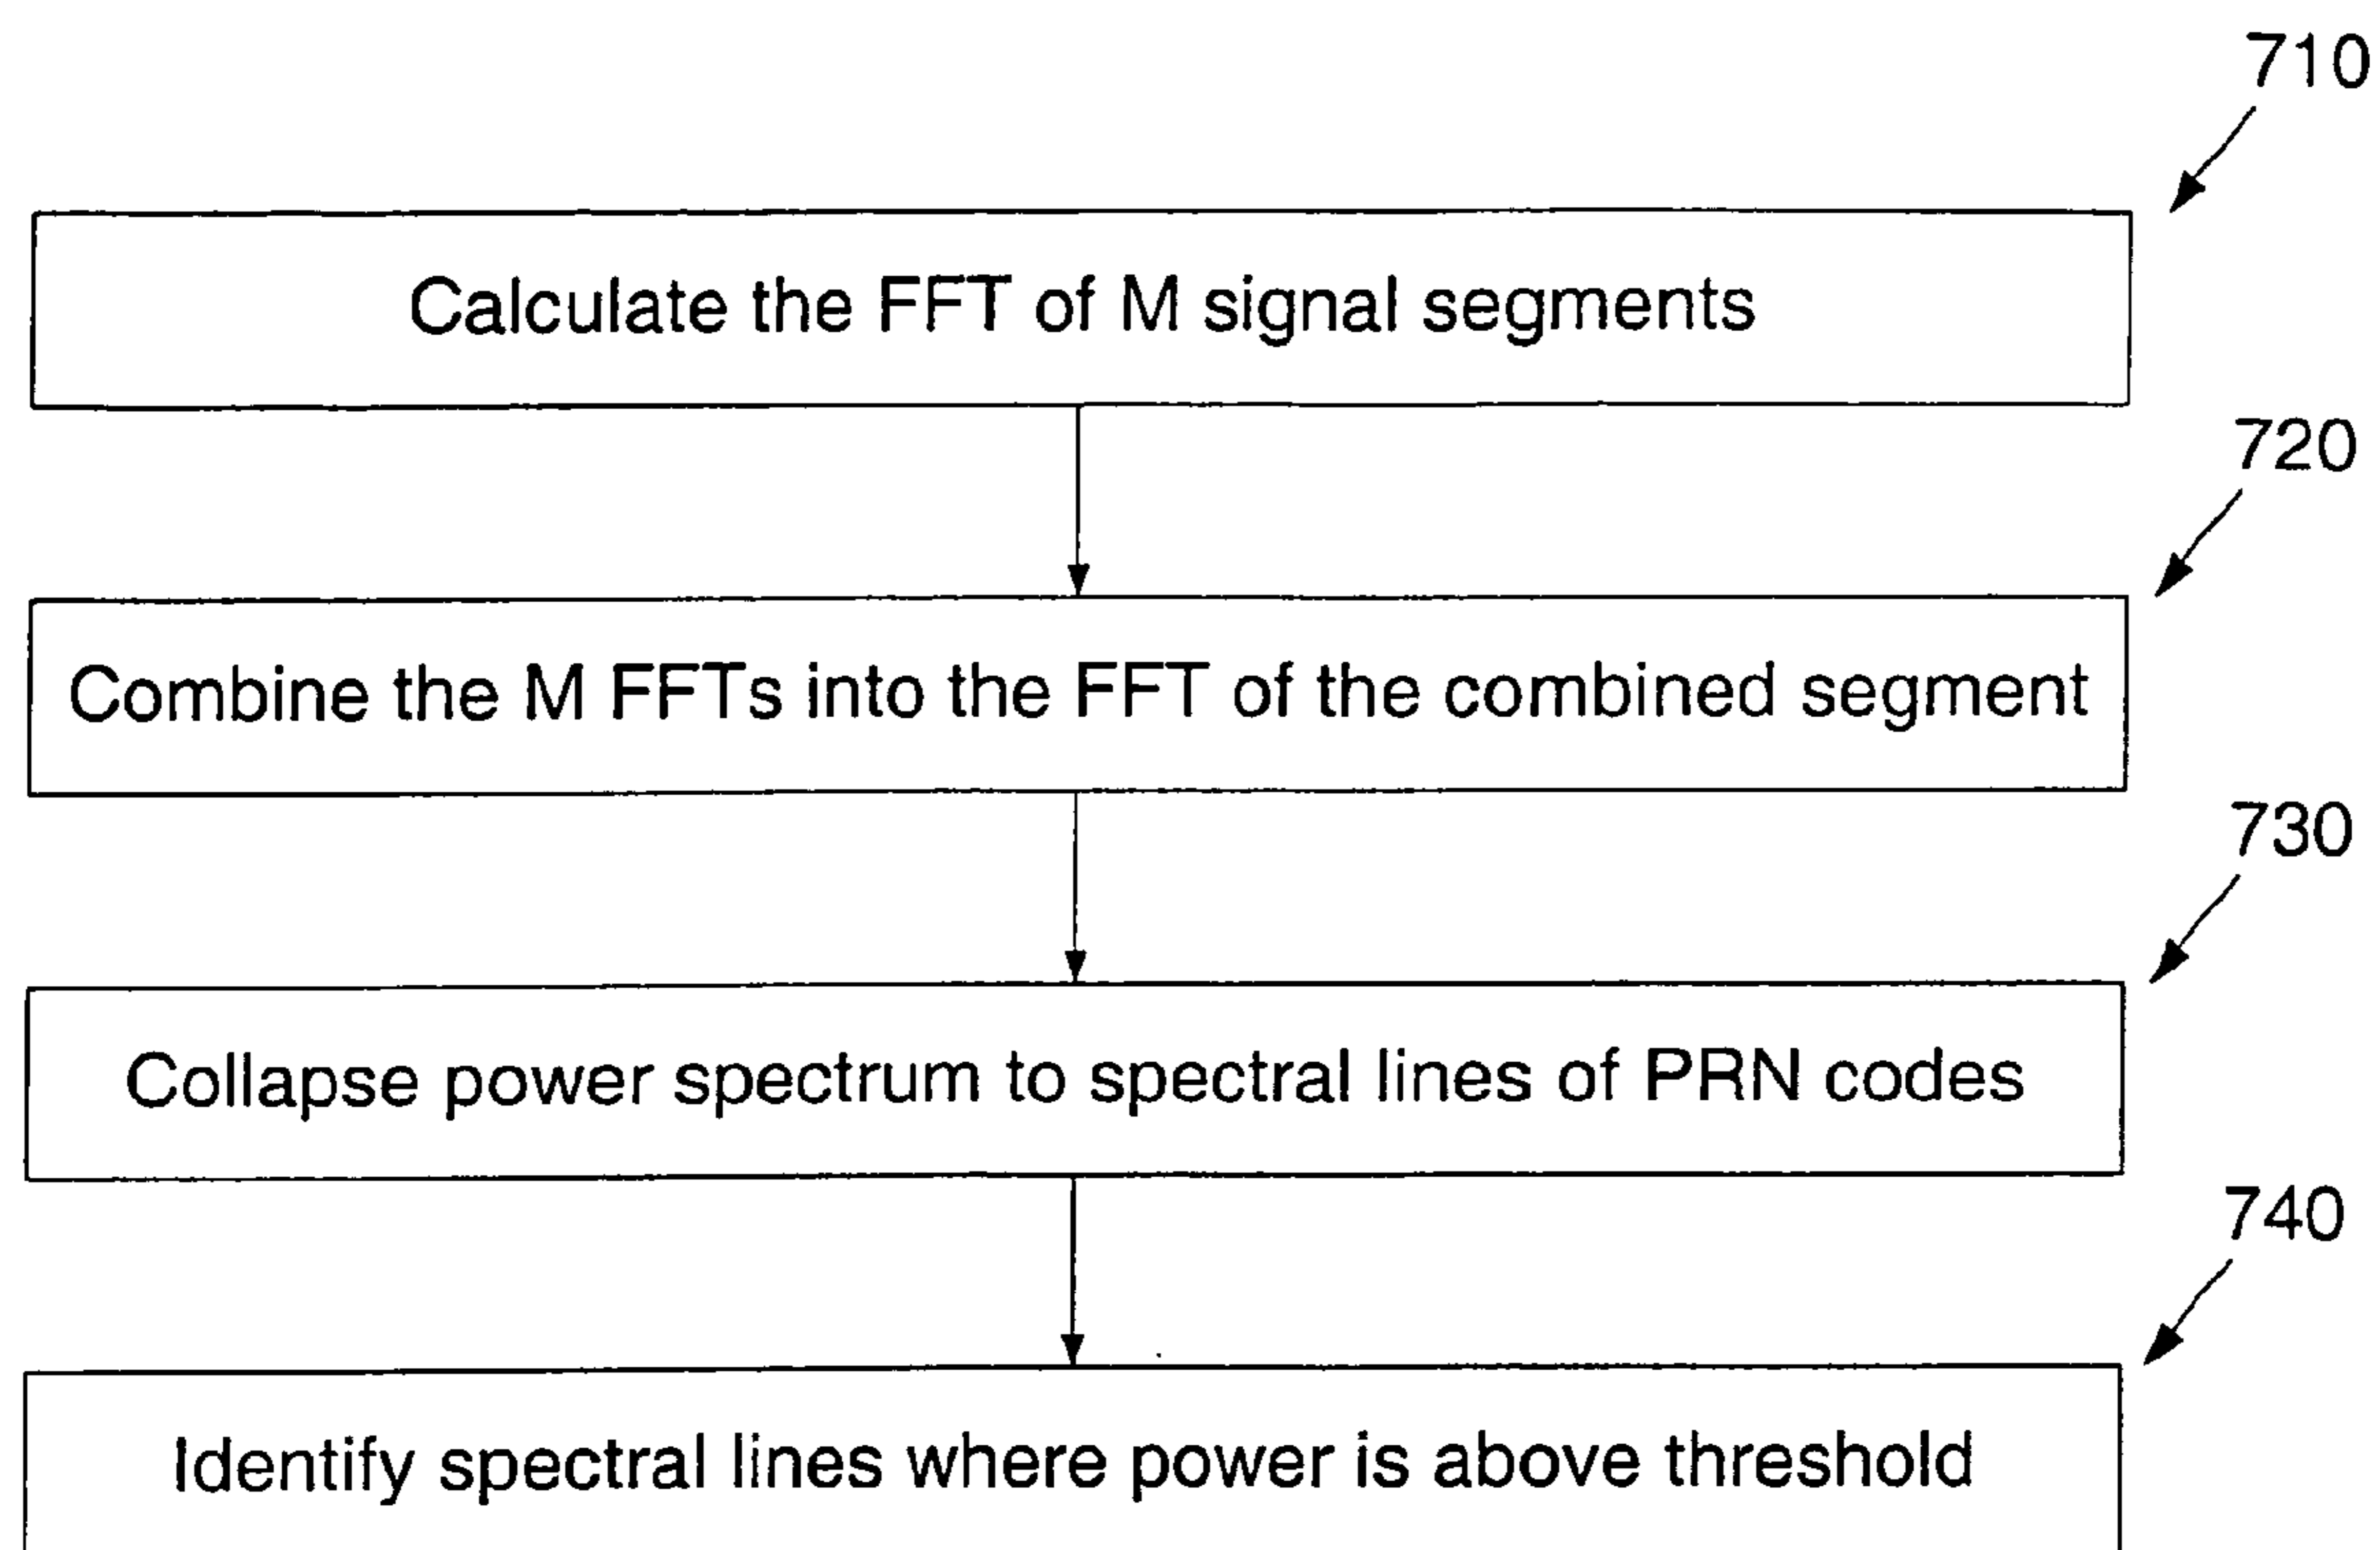 710
Calculate the FFT of M signal segments
720
Combine the M FFTs into the FFT of the combined segment
730
Collapse power spectrum to spectral lines of PRN codes
740
Identify spectral lines where power is above threshold